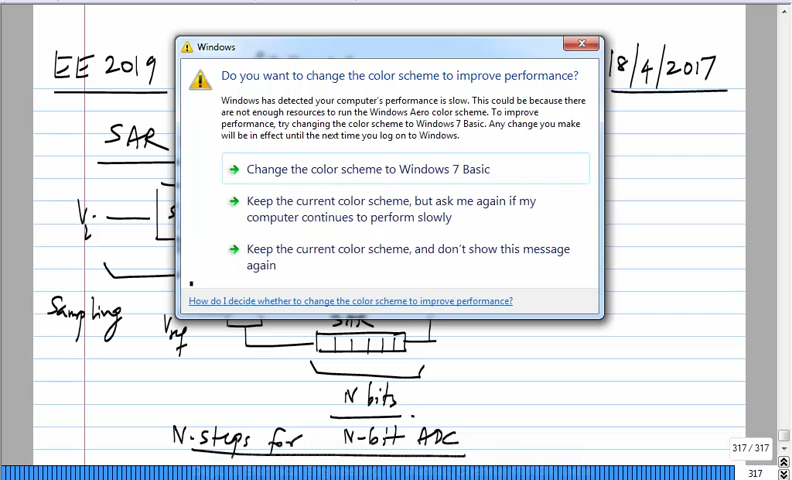 Windows
EE 2019
18/4/2017
Do you want to change the color scheme to improve performance?
Windows has detected your computer's performance is slow. This could be because there
are not enough resources to run the Windows Aero color scheme. To improve
performance, try changing the color scheme to Windows 7 Basic. Any change you make
will be in effect until the next time you log on to Windows.
SAR
Change the color scheme to Windows 7 Basic
Keep the current color scheme, but ask me again if my
computer continues to perform slowly
Vi
Keep the current color scheme, and don't show this message
again
How do I decide whether to change the color scheme to improve performance?
Sampling
Vref
SAR
N bits
N-steps for N-bit ADC
317 / 317
317